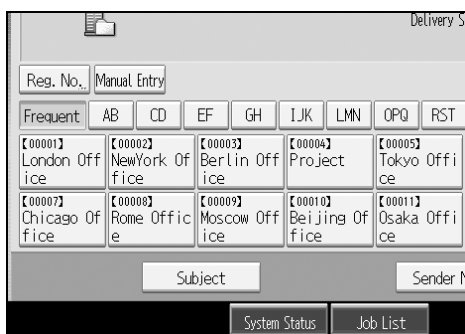 Delivery S
Reg. No. Manual Entry
Frequent AB CD EF GH IJK LMN OPQ RST
【00001】 【00002】 【00003】 【00004】 【00005】
London Off NewYork Of Berlin Off Project Tokyo Offi
ice fice ice ce
【00007】 【00008】 【00009】 【00010】 【00011】
Chicago Of Rome Offic Moscow Off Beijing Of Osaka Offi
fice e ice fice ce
Subject Sender N
System Status Job List